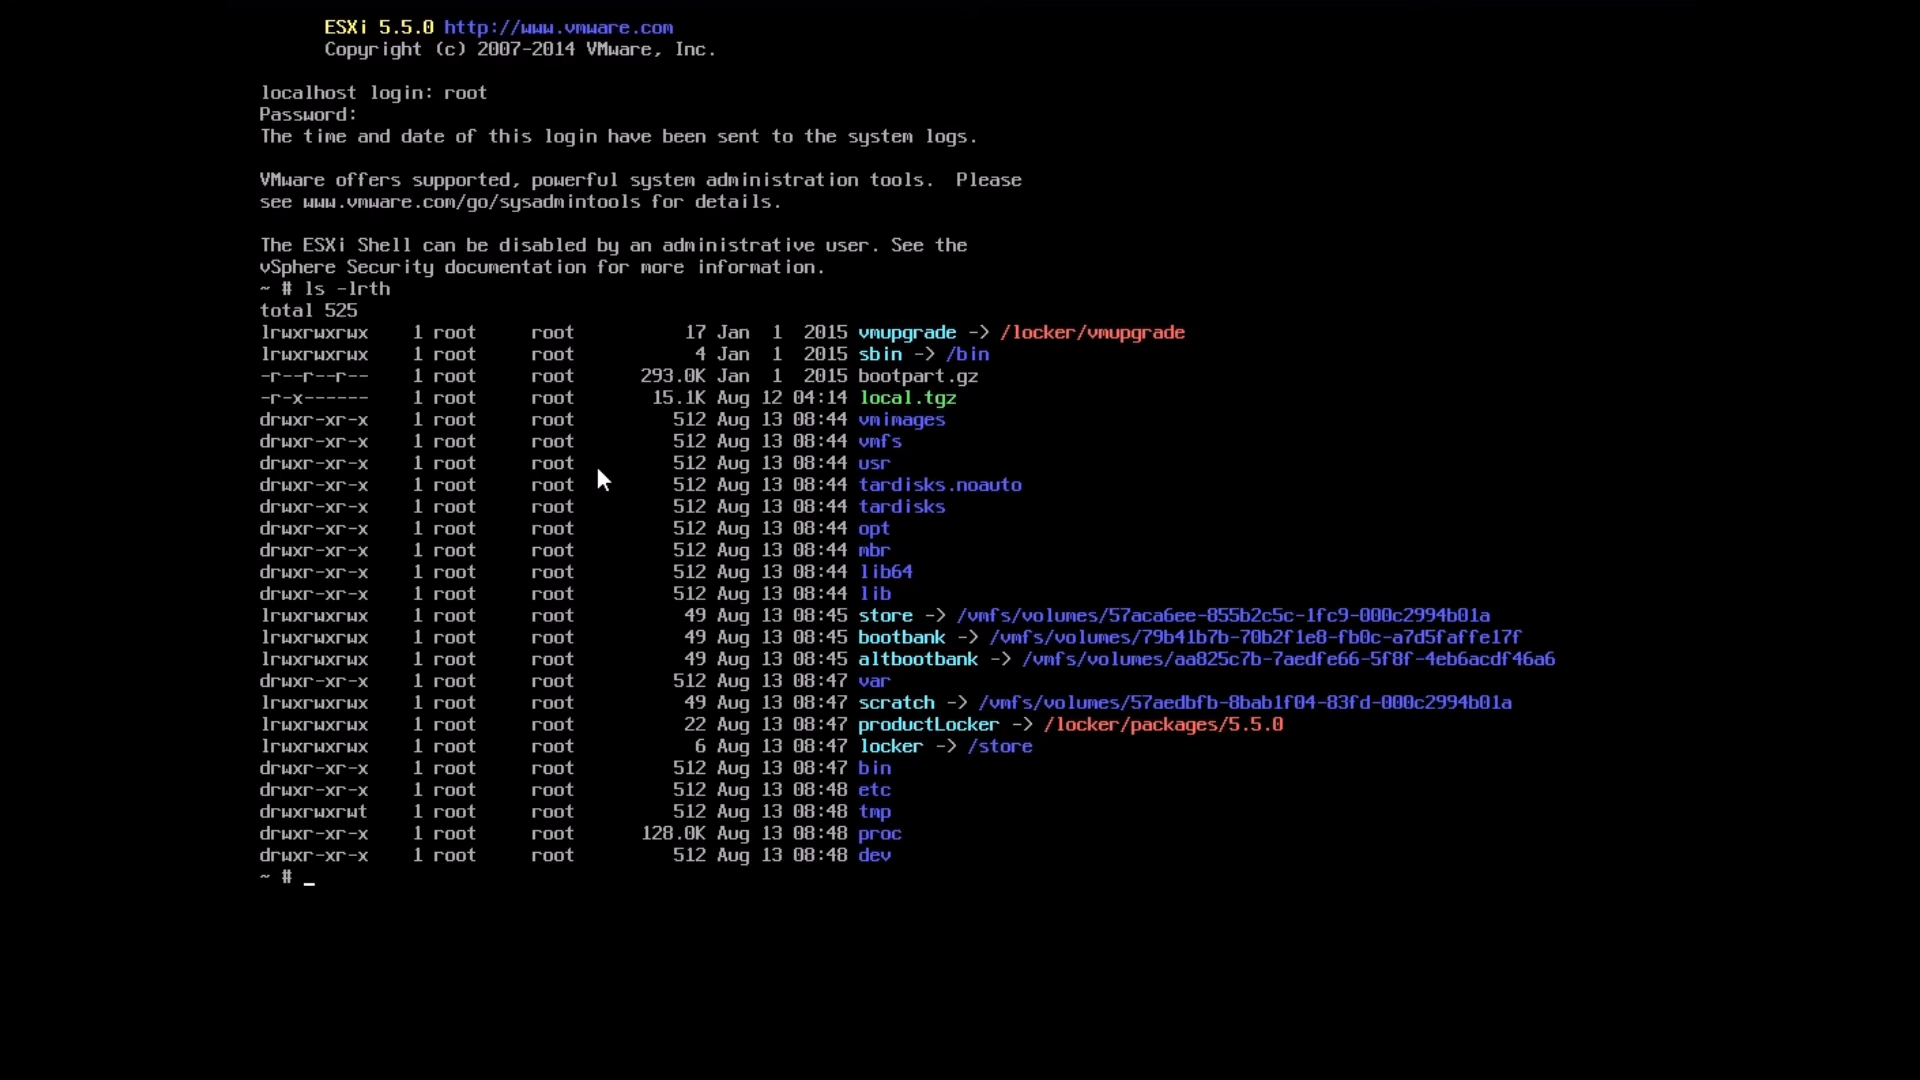 ESXi 5.5.0 http://www.vmware.com
Copyright (c) 2007-2014 VMware, Inc.
localhost login: root
Password:
The time and date of this login have been sent to the system logs.
VMware offers supported, powerful system administration tools.  Please
see www.vmware.com/go/sysadmintools for details.
The ESXi Shell can be disabled by an administrative user. See the
vSphere Security documentation for more information.
~ # ls -lrth
total 525
lrwxrwxrwx    1 root     root          17 Jan  1  2015 vmupgrade -> /locker/vmupgrade
lrwxrwxrwx    1 root     root           4 Jan  1  2015 sbin -> /bin
-r--r--r--    1 root     root      293.0K Jan  1  2015 bootpart.gz
-r-x------    1 root     root       15.1K Aug 12 04:14 local.tgz
drwxr-xr-x    1 root     root         512 Aug 13 08:44 vmimages
drwxr-xr-x    1 root     root         512 Aug 13 08:44 vmfs
drwxr-xr-x    1 root     root         512 Aug 13 08:44 usr
drwxr-xr-x    1 root     root         512 Aug 13 08:44 tardisks.noauto
drwxr-xr-x    1 root     root         512 Aug 13 08:44 tardisks
drwxr-xr-x    1 root     root         512 Aug 13 08:44 opt
drwxr-xr-x    1 root     root         512 Aug 13 08:44 mbr
drwxr-xr-x    1 root     root         512 Aug 13 08:44 lib64
drwxr-xr-x    1 root     root         512 Aug 13 08:44 lib
lrwxrwxrwx    1 root     root          49 Aug 13 08:45 store -> /vmfs/volumes/57aca6ee-855b2c5c-1fc9-000c2994b01a
lrwxrwxrwx    1 root     root          49 Aug 13 08:45 bootbank -> /vmfs/volumes/79b41b7b-70b2f1e8-fb0c-a7d5faffe17f
lrwxrwxrwx    1 root     root          49 Aug 13 08:45 altbootbank -> /vmfs/volumes/aa825c7b-7aedfe66-5f8f-4eb6acdf46a6
drwxr-xr-x    1 root     root         512 Aug 13 08:47 var
lrwxrwxrwx    1 root     root          49 Aug 13 08:47 scratch -> /vmfs/volumes/57aedbfb-8bab1f04-83fd-000c2994b01a
lrwxrwxrwx    1 root     root          22 Aug 13 08:47 productLocker -> /locker/packages/5.5.0
lrwxrwxrwx    1 root     root           6 Aug 13 08:47 locker -> /store
drwxr-xr-x    1 root     root         512 Aug 13 08:47 bin
drwxr-xr-x    1 root     root         512 Aug 13 08:48 etc
drwxrwxrwt    1 root     root         512 Aug 13 08:48 tmp
drwxr-xr-x    1 root     root      128.0K Aug 13 08:48 proc
drwxr-xr-x    1 root     root         512 Aug 13 08:48 dev
~ # _